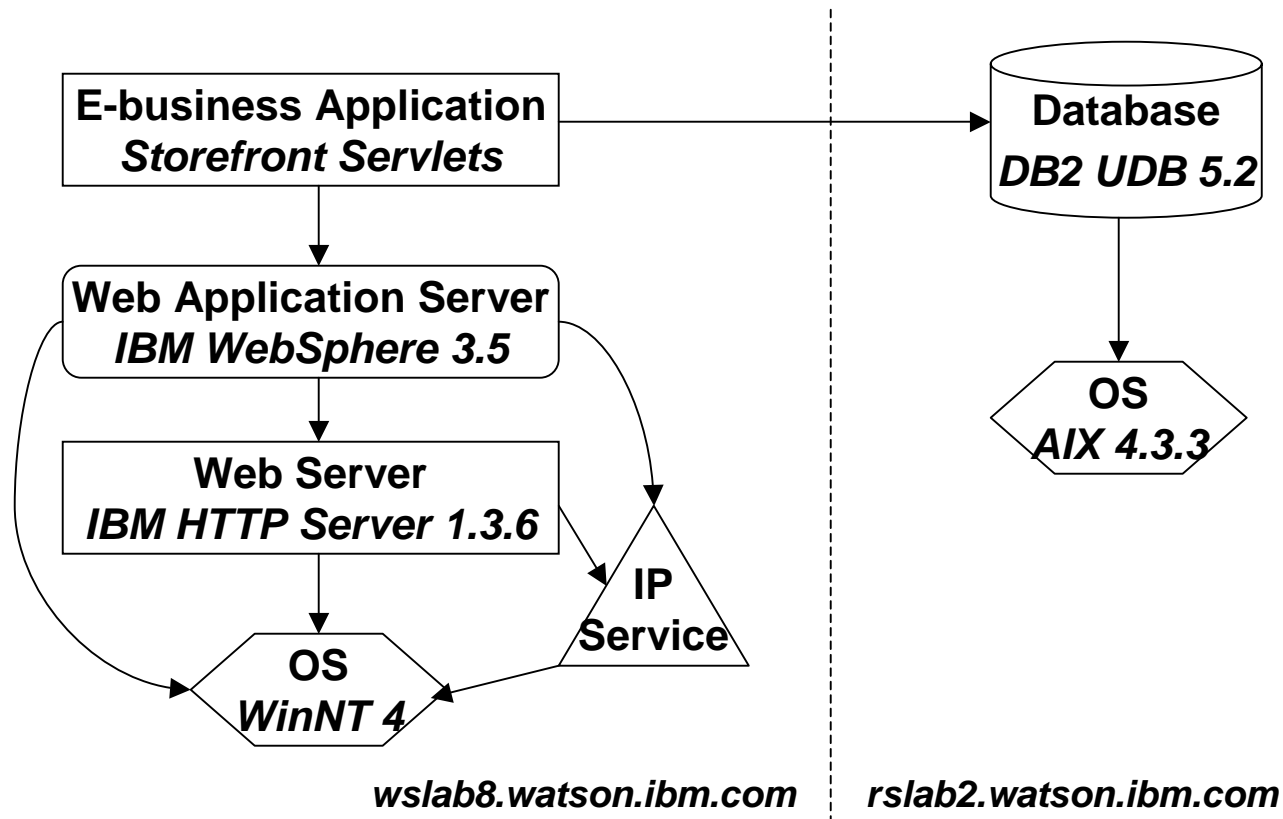 E-business Application
Storefront Servlets
Database
DB2 UDB 5.2
Web Application Server
IBM WebSphere 3.5
OS
AIX 4.3.3
Web Server
IBM HTTP Server 1.3.6
IP
Service
OS
WinNT 4
wslab8.watson.ibm.com
rslab2.watson.ibm.com